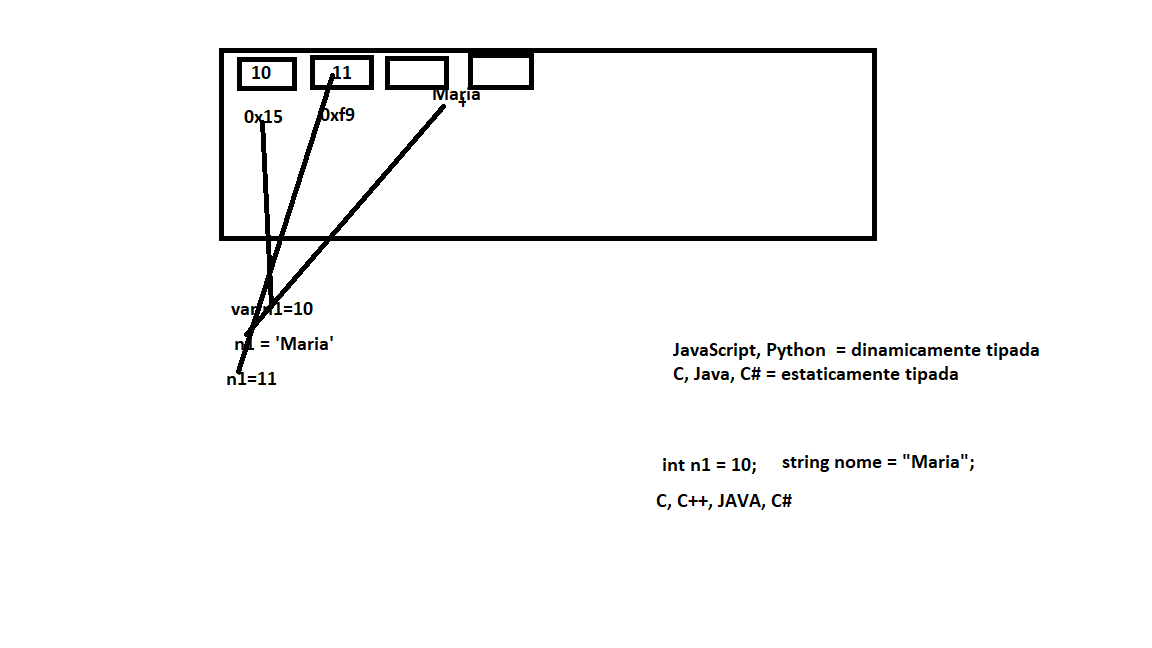 10 11
Maria
0x15 0xf9
var n1=10
n1 = 'Maria'
n1=11
JavaScript, Python = dinamicamente tipada
C, Java, C# = estaticamente tipada
int n1 = 10; string nome = "Maria";
C, C++, JAVA, C#